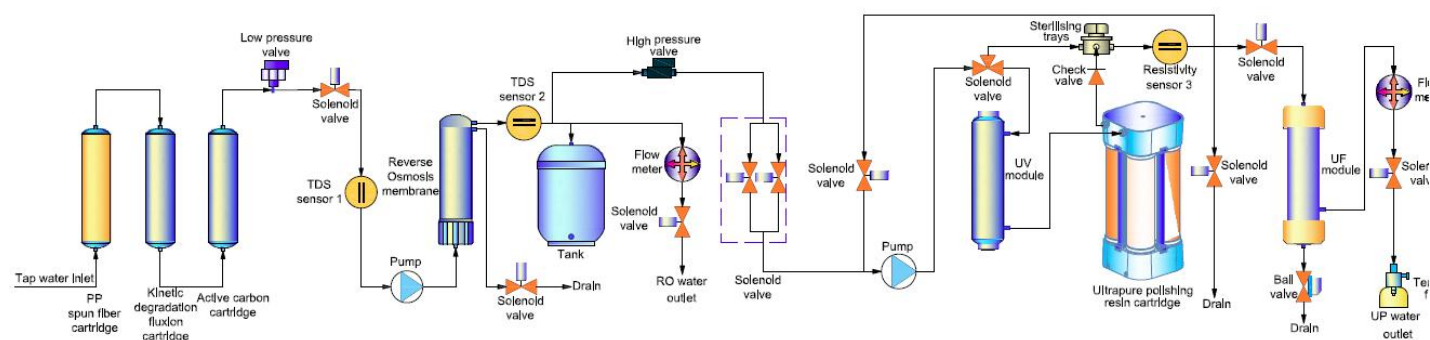 Low pressure
valve
Solenoid
valve
TDS
sensor 1
Tap water inlet
PP
spun fiber
cartridge
Kinetic
degradation
fluxion
cartridge
Active carbon
cartridge
Pump
Reverse
Osmosis
membrane
TDS
sensor 2
Solenoid
valve
Drain
Tank
High pressure
valve
Flow
meter
Solenoid
valve
RO water
outlet
Solenoid
valve
Solenoid
valve
Pump
Solenoid
valve
UV
module
Sterilising
trays
Check
valve
Resistivity
sensor 3
Ultrapure polishing
resin cartridge
Solenoid
valve
Drain
Solenoid
valve
UF
module
Ball
valve
Drain
UP water
outlet